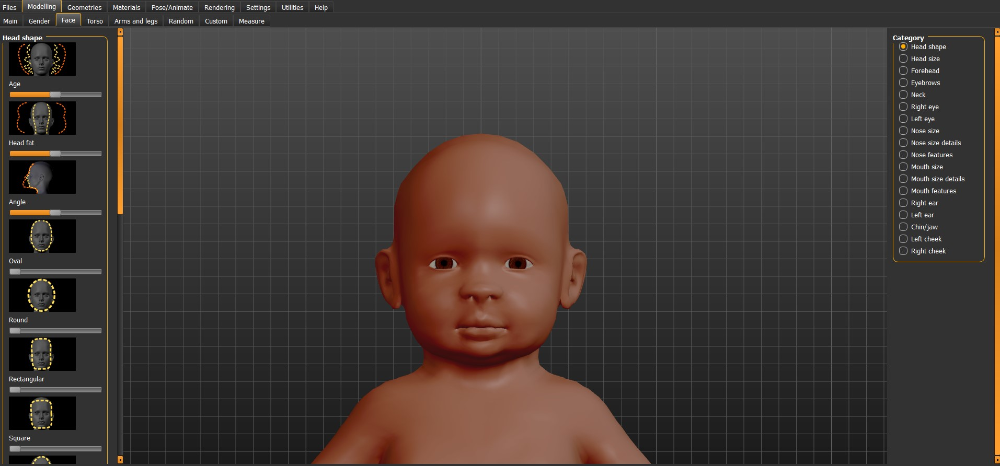 Files Modelling Geometries Materials Pose/Animate Rendering Settings Utilities Help
Main Gender Face Torso Arms and legs Random Custom Measure
Head shape
Age
Head fat
Angle
Oval
Round
Rectangular
Square
Category
Head shape
Head size
Forehead
Eyebrows
Neck
Right eye
Left eye
Nose size
Nose size details
Nose features
Mouth size
Mouth size details
Mouth features
Right ear
Left ear
Chin/jaw
Left cheek
Right cheek